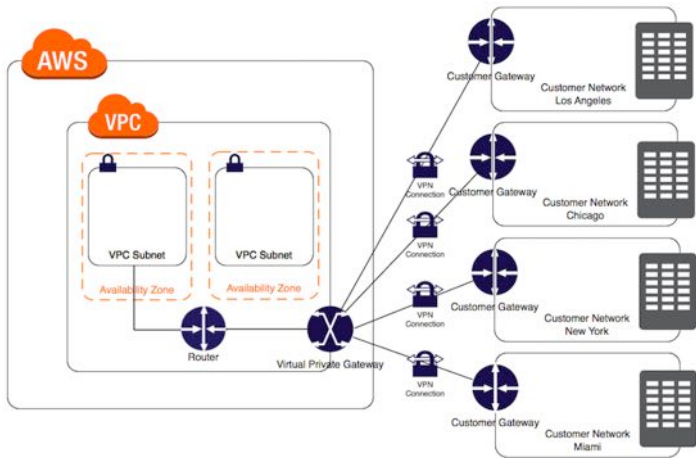 AWS
VPC
VPC Subnet
VPC Subnet
Availability Zone
Availability Zone
Router
Virtual Private Gateway
VPN
Connection
VPN
Connection
VPN
Connection
VPN
Connection
Customer Gateway
Customer Network
Los Angeles
Customer Gateway
Customer Network
Chicago
Customer Gateway
Customer Network
New York
Customer Gateway
Customer Network
Miami